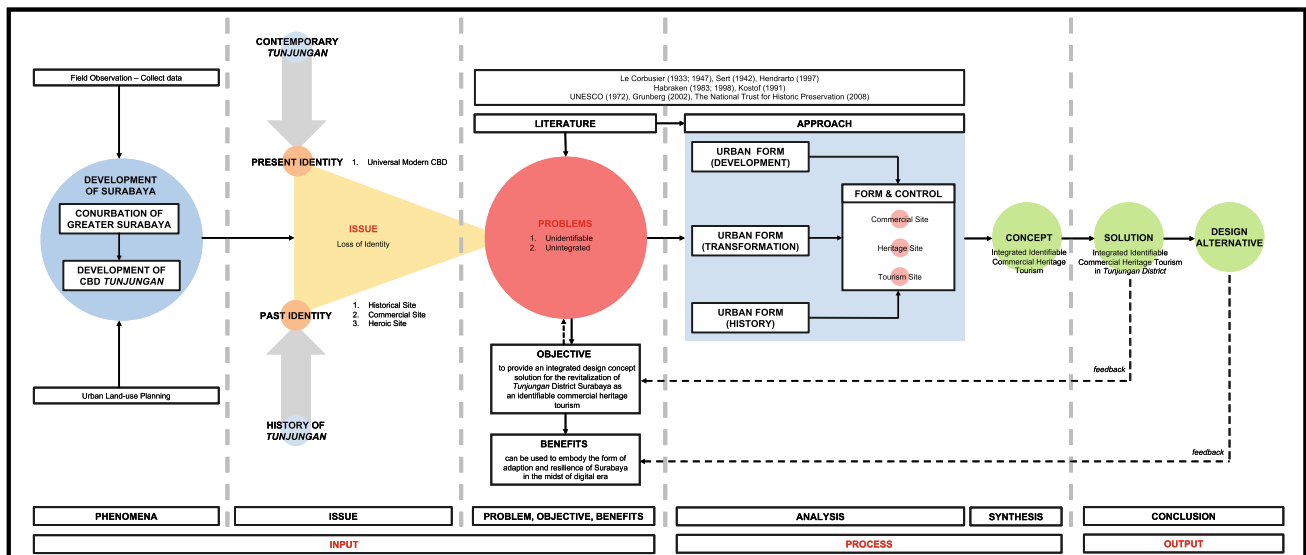 Field Observation – Collect data
DEVELOPMENT
OF SURABAYA
CONURBATION OF
GREATER SURABAYA
DEVELOPMENT OF
CBD TUNJUNGAN
Urban Land-use Planning
CONTEMPORARY
TUNJUNGAN
PRESENT IDENTITY
1. Universal Modern CBD
ISSUE
Loss of Identity
PAST IDENTITY
1. Historical Site
2. Commercial Site
3. Heroic Site
HISTORY OF
TUNJUNGAN
Le Corbusier (1933; 1947), Sert (1942), Hendrarto (1997)
Habraken (1983; 1998), Kostof (1991)
UNESCO (1972), Grunberg (2002), The National Trust for Historic Preservation (2008)
LITERATURE
APPROACH
PROBLEMS
1. Unidentifiable
2. Unintegrated
OBJECTIVE
to provide an integrated design concept
solution for the revitalization of
Tunjungan District Surabaya as
an identifiable commercial heritage
tourism
BENEFITS
can be used to embody the form of
adaption and resilience of Surabaya
in the midst of digital era
URBAN FORM
(DEVELOPMENT)
URBAN FORM
(TRANSFORMATION)
URBAN FORM
(HISTORY)
FORM & CONTROL
Commercial Site
Heritage Site
Tourism Site
CONCEPT
Integrated Identifiable
Commercial Heritage
Tourism
SOLUTION
Integrated Identifiable
Commercial Heritage Tourism
in Tunjungan District
DESIGN
ALTERNATIVE
feedback
feedback
PHENOMENA
ISSUE
PROBLEM, OBJECTIVE, BENEFITS
ANALYSIS
SYNTHESIS
CONCLUSION
INPUT
PROCESS
OUTPUT